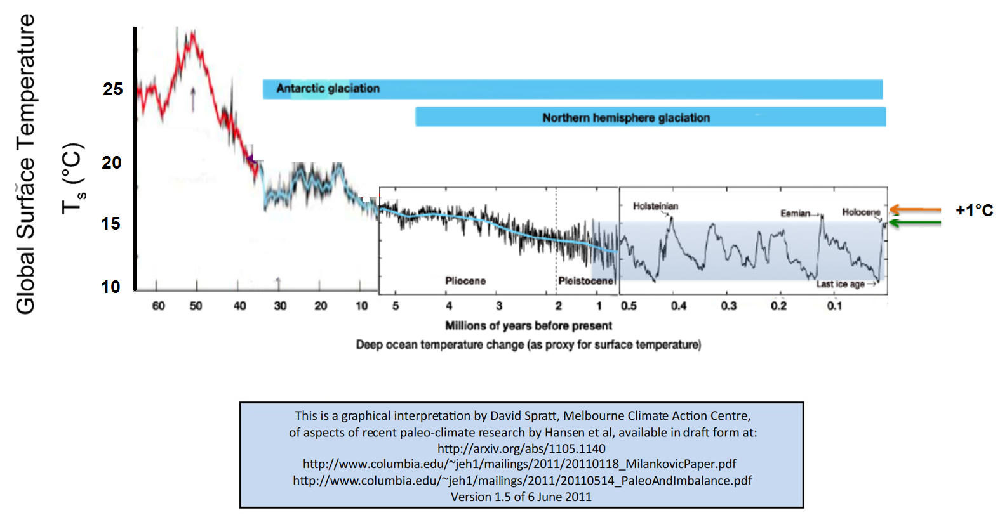 Global Surface Temperature
Ts (°C)
25
20
15
10
Antarctic glaciation
Northern hemisphere glaciation
Holsteinian
Eemian
Holocene
+1°C
Pliocene
Pleistocene
Last ice age
60 50 40 30 20 10 5 4 3 2 1 0.5 0.4 0.3 0.2 0.1
Millions of years before present
Deep ocean temperature change (as proxy for surface temperature)
This is a graphical interpretation by David Spratt, Melbourne Climate Action Centre,
of aspects of recent paleo-climate research by Hansen et al, available in draft form at:
http://arxiv.org/abs/1105.1140
http://www.columbia.edu/~jeh1/mailings/2011/20110118_MilankovicPaper.pdf
http://www.columbia.edu/~jeh1/mailings/2011/20110514_PaleoAndImbalance.pdf
Version 1.5 of 6 June 2011